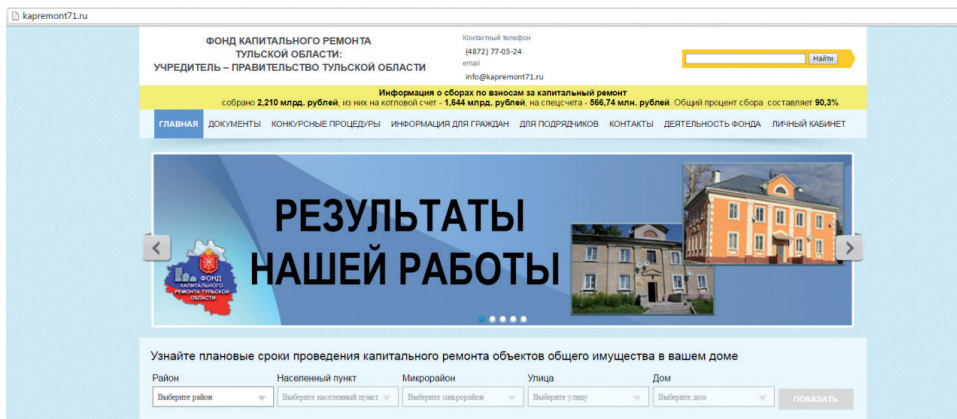 kapremont71.ru
ФОНД КАПИТАЛЬНОГО РЕМОНТА
ТУЛЬСКОЙ ОБЛАСТИ:
УЧРЕДИТЕЛЬ – ПРАВИТЕЛЬСТВО ТУЛЬСКОЙ ОБЛАСТИ
Контактный телефон
(4872) 77-05-24
email
info@kapremont71.ru
Найти
Информация о сборах по взносам за капитальный ремонт
собрано 2,210 млрд. рублей, из них на котловой счет - 1,644 млрд. рублей, на спецсчета - 566,74 млн. рублей. Общий процент сбора составляет 90,3%.
ГЛАВНАЯ ДОКУМЕНТЫ КОНКУРСНЫЕ ПРОЦЕДУРЫ ИНФОРМАЦИЯ ДЛЯ ГРАЖДАН ДЛЯ ПОДРЯДЧИКОВ КОНТАКТЫ ДЕЯТЕЛЬНОСТЬ ФОНДА ЛИЧНЫЙ КАБИНЕТ
РЕЗУЛЬТАТЫ
НАШЕЙ РАБОТЫ
ФОНД
КАПИТАЛЬНОГО
РЕМОНТА ТУЛЬСКОЙ
ОБЛАСТИ
Узнайте плановые сроки проведения капитального ремонта объектов общего имущества в вашем доме
Район Населенный пункт Микрорайон Улица Дом
Выберите район Выберите населенный пункт Выберите микрорайон Выберите улицу Выберите дом ПОКАЗАТЬ